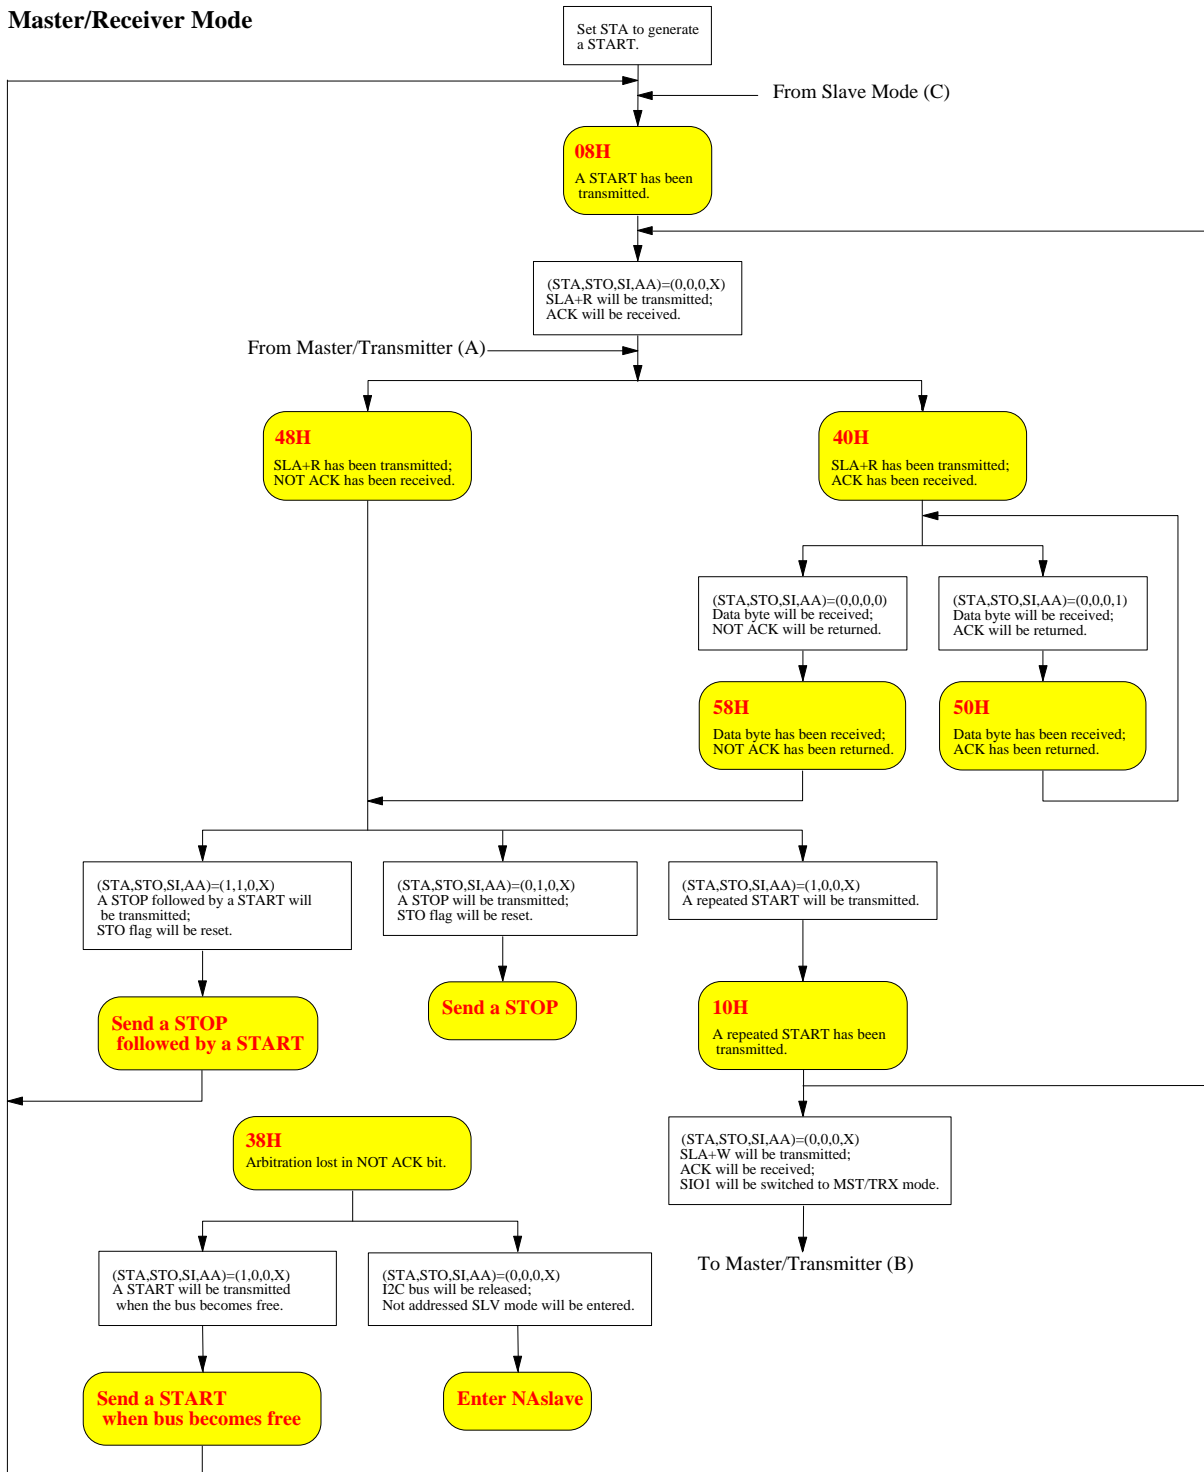 Master/Receiver Mode
Set STA to generate
a START.
From Slave Mode (C)
08H
A START has been
transmitted.
(STA,STO,SI,AA)=(0,0,0,X)
SLA+R will be transmitted;
ACK will be received.
From Master/Transmitter (A)
48H
SLA+R has been transmitted;
NOT ACK has been received.
40H
SLA+R has been transmitted;
ACK has been received.
(STA,STO,SI,AA)=(0,0,0,0)
Data byte will be received;
NOT ACK will be returned.
(STA,STO,SI,AA)=(0,0,0,1)
Data byte will be received;
ACK will be returned.
58H
Data byte has been received;
NOT ACK has been returned.
50H
Data byte has been received;
ACK has been returned.
(STA,STO,SI,AA)=(1,1,0,X)
A STOP followed by a START will
be transmitted;
STO flag will be reset.
(STA,STO,SI,AA)=(0,1,0,X)
A STOP will be transmitted;
STO flag will be reset.
(STA,STO,SI,AA)=(1,0,0,X)
A repeated START will be transmitted.
Send a STOP
followed by a START
Send a STOP
10H
A repeated START has been
transmitted.
38H
Arbitration lost in NOT ACK bit.
(STA,STO,SI,AA)=(0,0,0,X)
SLA+W will be transmitted;
ACK will be received;
SIO1 will be switched to MST/TRX mode.
To Master/Transmitter (B)
(STA,STO,SI,AA)=(1,0,0,X)
A START will be transmitted
when the bus becomes free.
(STA,STO,SI,AA)=(0,0,0,X)
I2C bus will be released;
Not addressed SLV mode will be entered.
Send a START
when bus becomes free
Enter NAslave